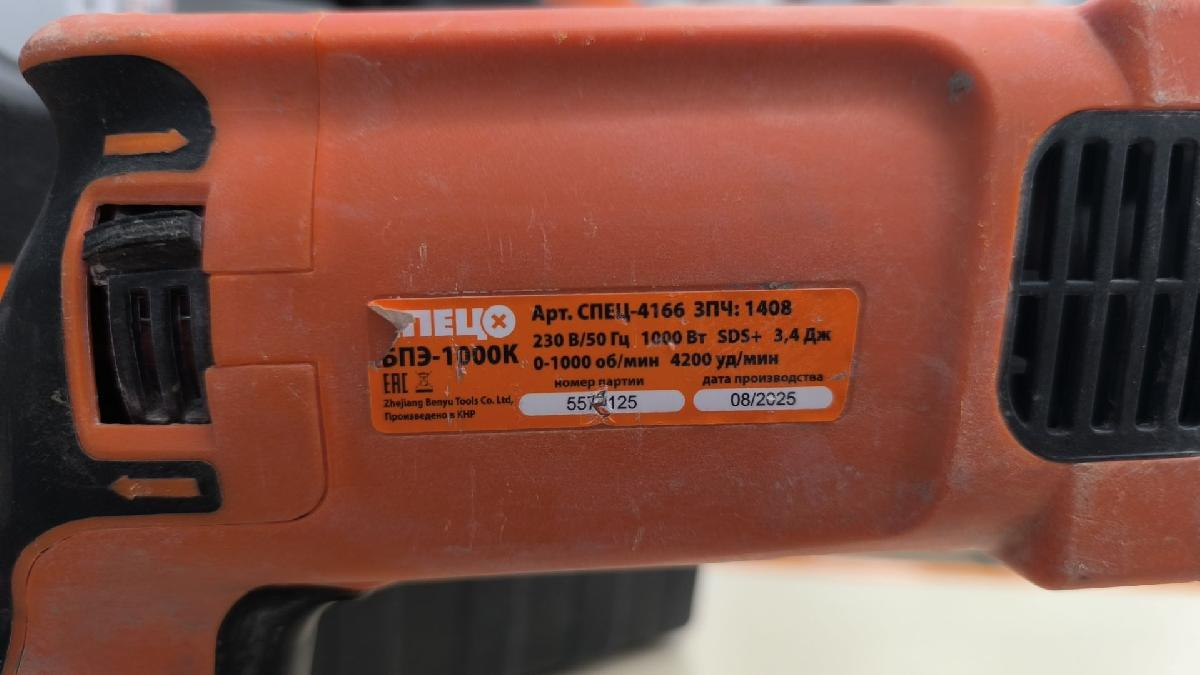 СПЕЦ
Арт. СПЕЦ-4166 ЗПЧ: 1408
БПЭ-1000К
230 В/50 Гц 1000 Вт SDS+ 3,4 Дж
0-1000 об/мин 4200 уд/мин
EAC
номер партии дата производства
08/2025
Zhejiang Benyu Tools Co. Ltd,
Произведено в КНР